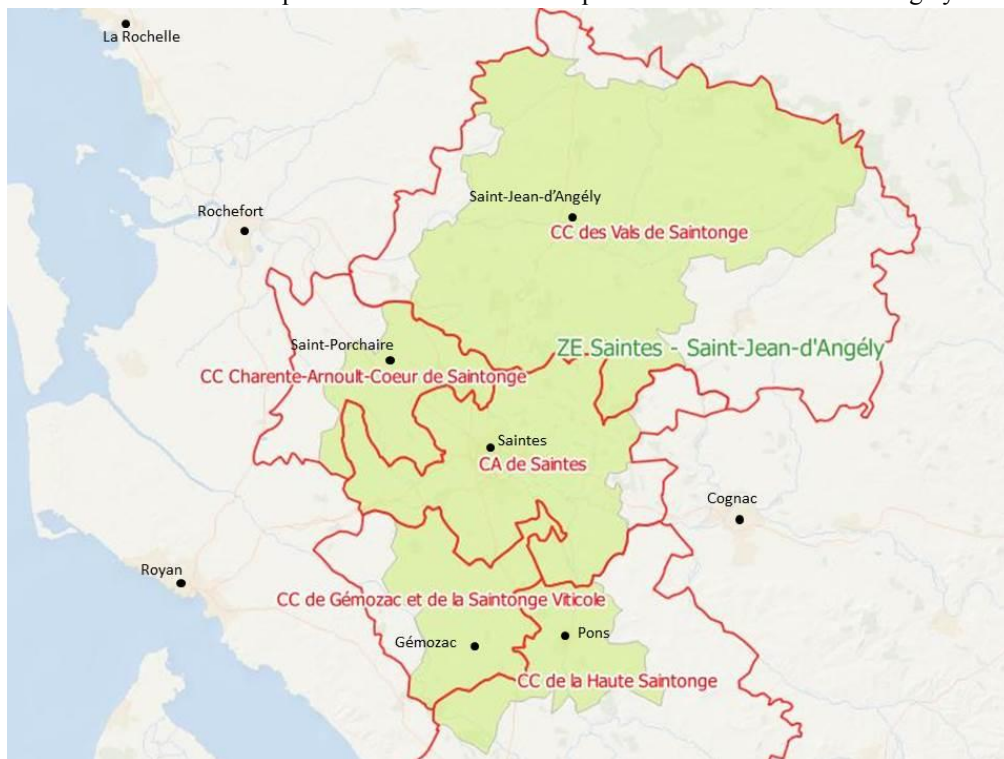 La Rochelle
Saint-Jean-d'Angély
Rochefort
CC des Vals de Saintonge
Saint-Porchaire
ZE Saintes - Saint-Jean-d'Angély
CC Charente-Arnoult-Coeur de Saintonge
Saintes
CA de Saintes
Cognac
Royan
CC de Gémozac et de la Saintonge Viticole
Gémozac
Pons
CC de la Haute Saintonge